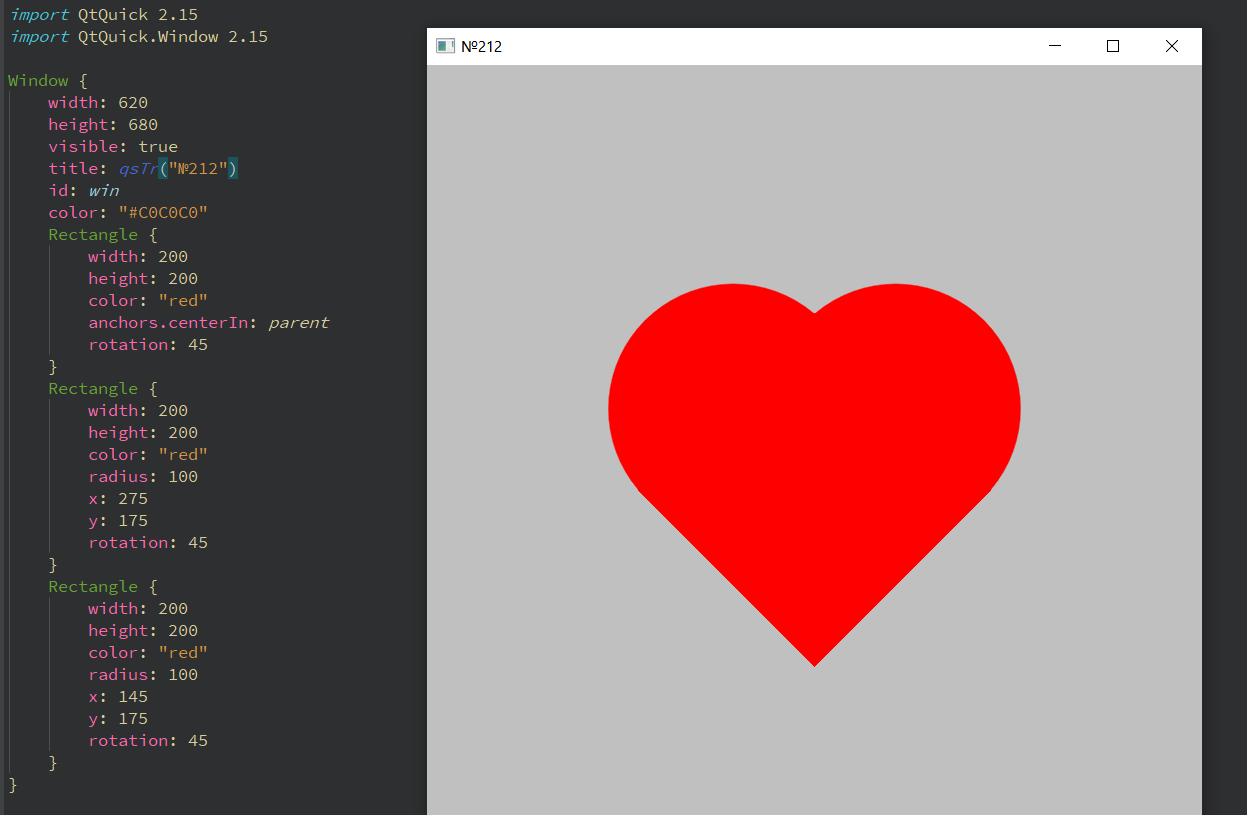 import QtQuick 2.15
import QtQuick.Window 2.15
Window {
    width: 620
    height: 680
    visible: true
    title: qsTr("№212")
    id: win
    color: "#C0C0C0"
    Rectangle {
        width: 200
        height: 200
        color: "red"
        anchors.centerIn: parent
        rotation: 45
    }
    Rectangle {
        width: 200
        height: 200
        color: "red"
        radius: 100
        x: 275
        y: 175
        rotation: 45
    }
    Rectangle {
        width: 200
        height: 200
        color: "red"
        radius: 100
        x: 145
        y: 175
        rotation: 45
    }
}
№212